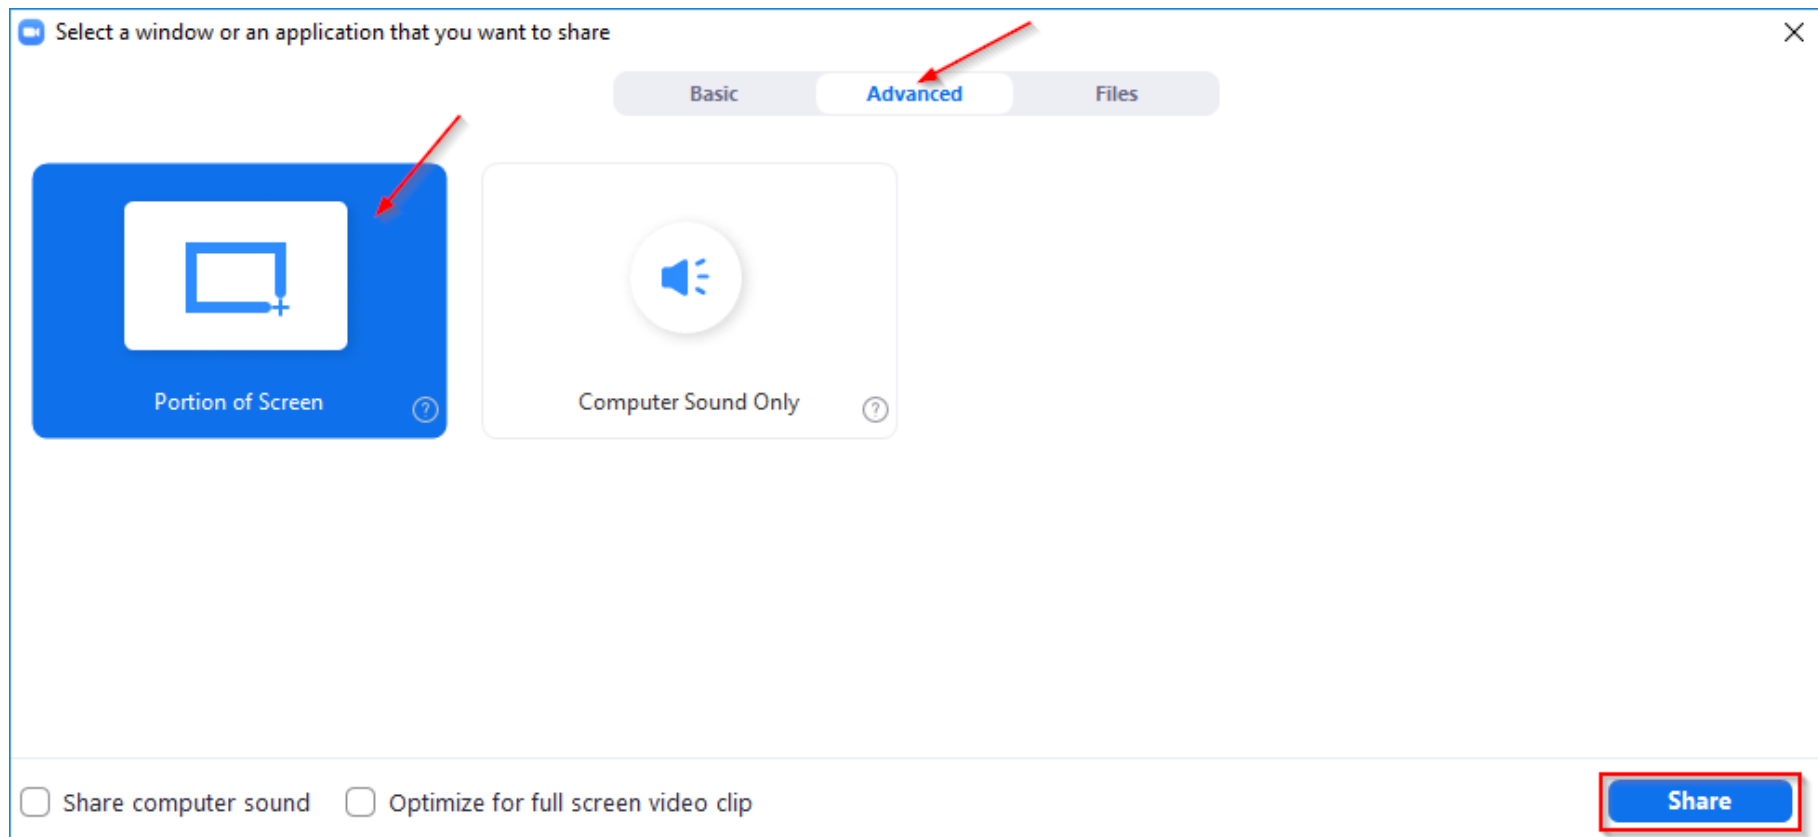 Select a window or an application that you want to share
Basic Advanced Files
Portion of Screen ?
Computer Sound Only ?
Share computer sound Optimize for full screen video clip Share